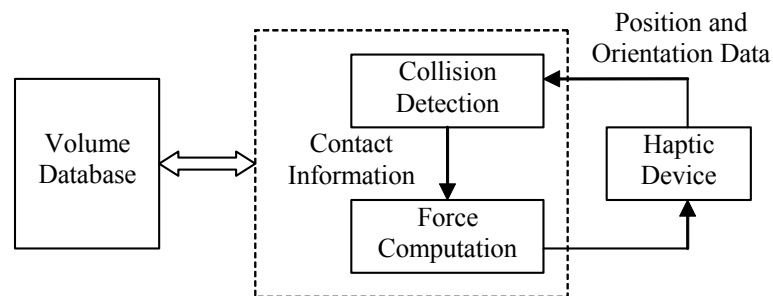 Position and
Orientation Data
Collision
Detection
Volume
Database
Contact
Information
Haptic
Device
Force
Computation